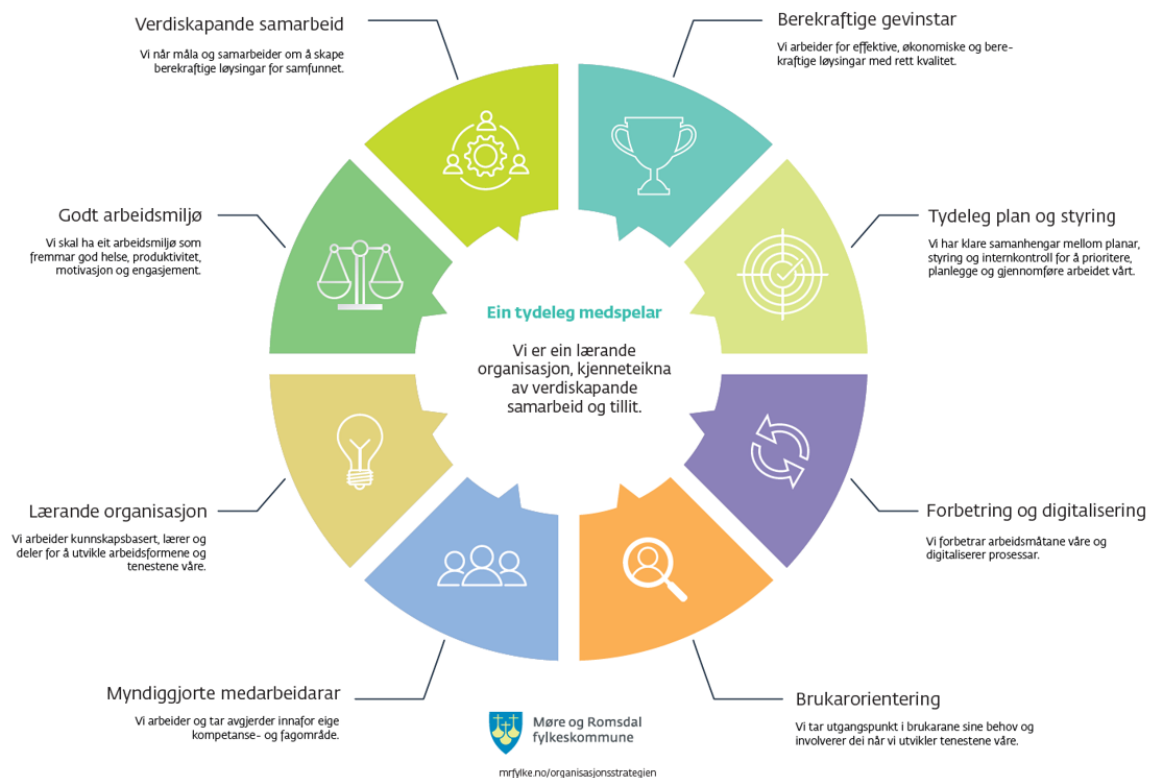 Verdiskapande samarbeid
Vi når måla og samarbeider om å skape
berekraftige løysingar for samfunnet.
Berekraftige gevinstar
Vi arbeider for effektive, økonomiske og bere-
kraftige løysingar med rett kvalitet.
Godt arbeidsmiljø
Vi skal ha eit arbeidsmiljø som
fremmar god helse, produktivitet,
motivasjon og engasjement.
Tydeleg plan og styring
Vi har klare samanhengar mellom planar,
styring og internkontroll for å prioritere,
planlegge og gjennomføre arbeidet vårt.
Ein tydeleg medspelar
Vi er ein lærande
organisasjon, kjenneteikna
av verdiskapande
samarbeid og tillit.
Lærande organisasjon
Vi arbeider kunnskapsbasert, lærer og
deler for å utvikle arbeidsformene og
tenestene våre.
Forbetring og digitalisering
Vi forbetrar arbeidsmåtane våre og
digitaliserer prosessar.
Myndiggjorte medarbeidarar
Vi arbeider og tar avgjerder innafor eige
kompetanse- og fagområde.
Brukarorientering
Vi tar utgangspunkt i brukarane sine behov og
involverer dei når vi utvikler tenestene våre.
Møre og Romsdal
fylkeskommune
mrfylke.no/organisasjonsstrategien